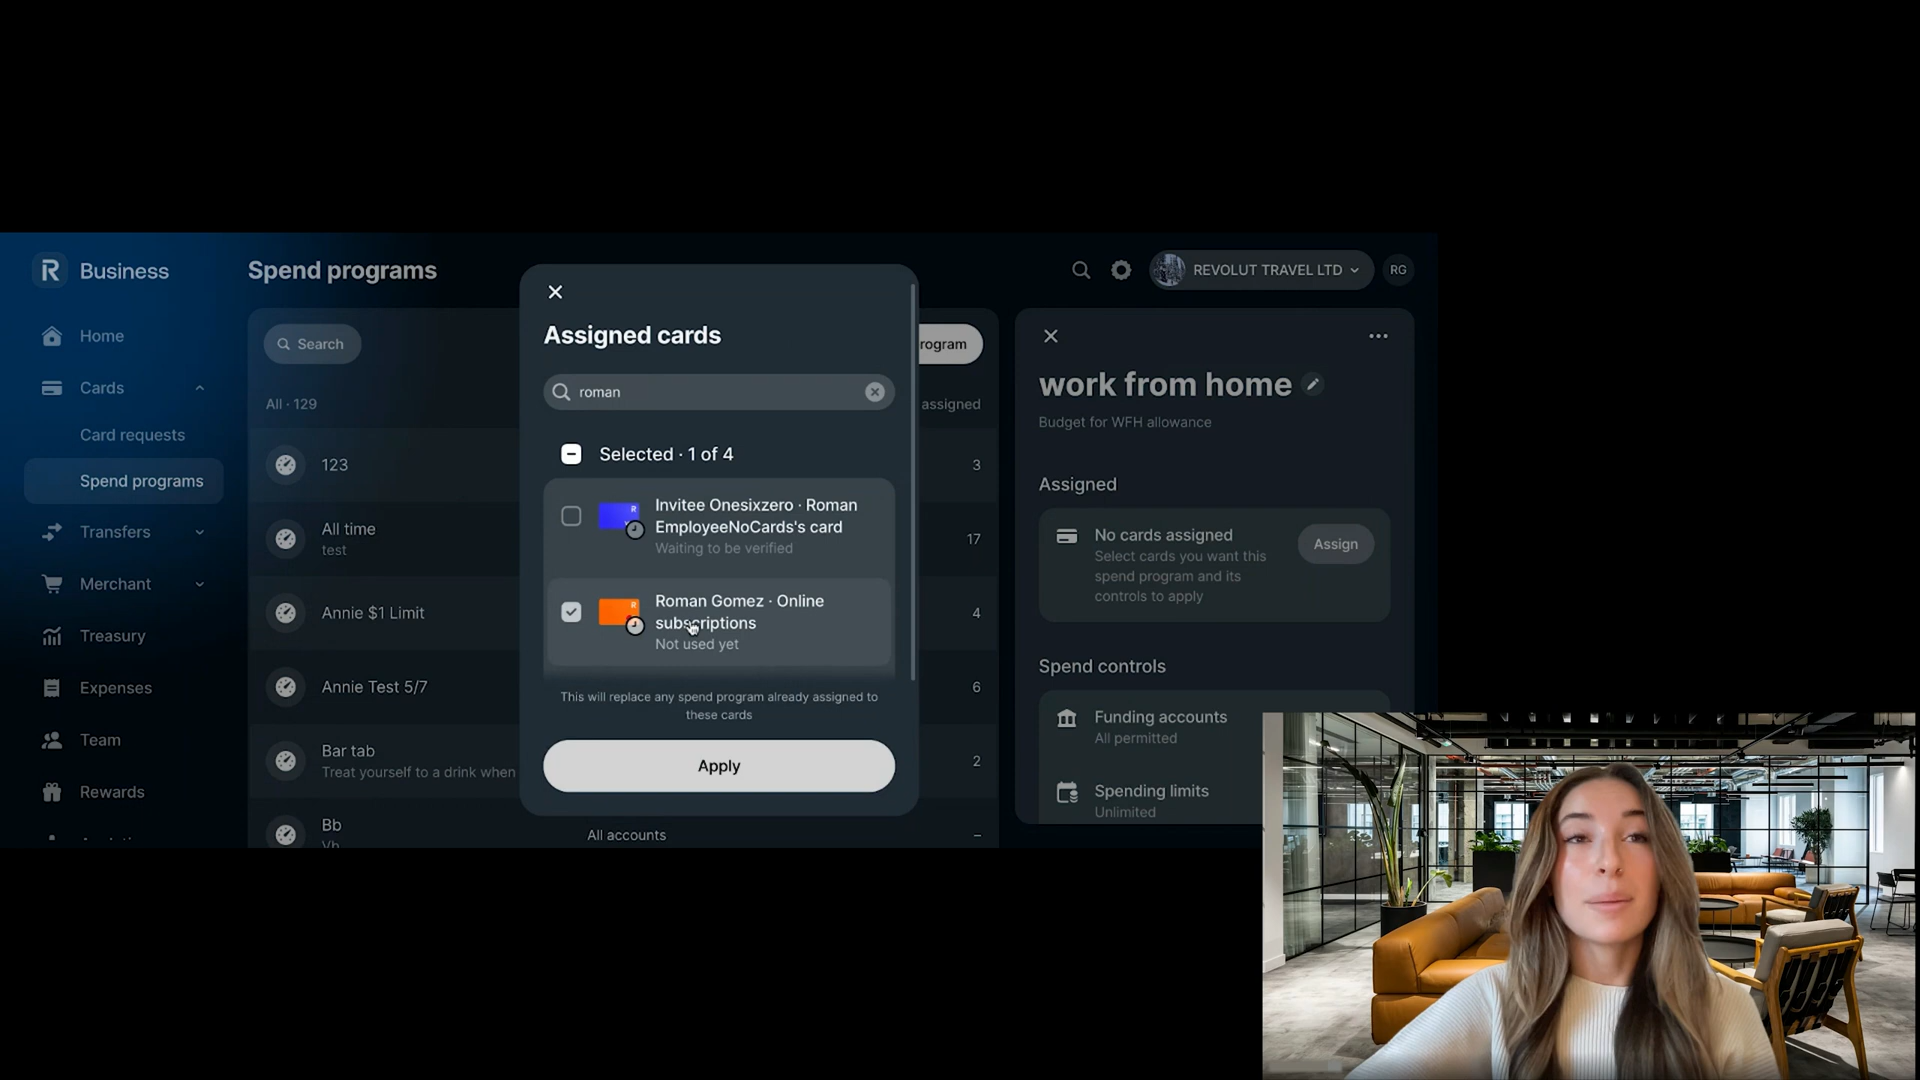 R Business
Home
Cards
Card requests
Spend programs
Transfers
Merchant
Treasury
Expenses
Team
Rewards
Spend programs
Search
rogram
All · 129
assigned
123
3
All time
test
17
Annie $1 Limit
4
Annie Test 5/7
6
Bar tab
Treat yourself to a drink when
2
Bb
Vh
All accounts
–
Assigned cards
roman
Selected · 1 of 4
Invitee Onesixzero · Roman
EmployeeNoCards's card
Waiting to be verified
Roman Gomez · Online
subscriptions
Not used yet
This will replace any spend program already assigned to
these cards
Apply
REVOLUT TRAVEL LTD
RG
work from home
Budget for WFH allowance
Assigned
No cards assigned
Select cards you want this
spend program and its
controls to apply
Assign
Spend controls
Funding accounts
All permitted
Spending limits
Unlimited